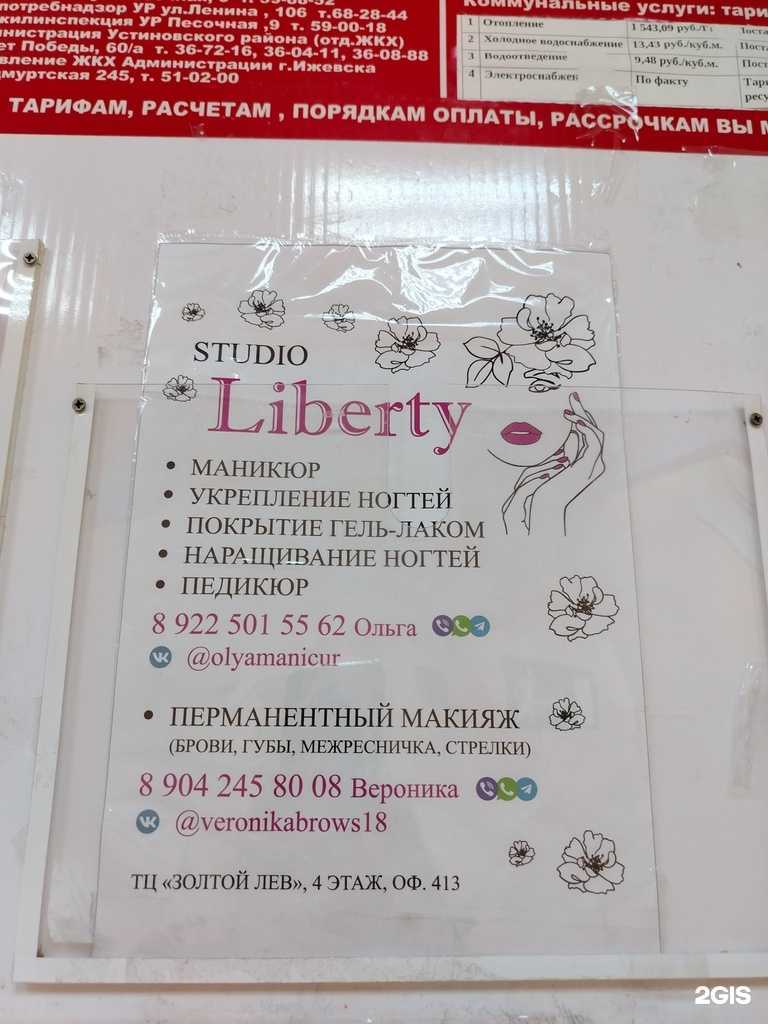 потребнадзор УР ул.Ленина , 106 т.68-28-44
жилинспекция УР Песочная ,9 т. 59-00-18
министрация Устиновского района (отд.ЖКХ)
ет Победы, 60/а т. 36-72-16, 36-04-11, 36-08-88
вление ЖКХ Администрации г.Ижевска
дмуртская 245, т. 51-02-00
Коммунальные услуги: тари
1 Отопление 1 543,09 руб./Г
2 Холодное водоснабжение 13,43 руб./куб.м. Пост
3 Водоотведение 9,48 руб./куб.м. Пост
4 Электроснабжен По факту Тари
ресу
ТАРИФАМ, РАСЧЕТАМ , ПОРЯДКАМ ОПЛАТЫ, РАССРОЧКАМ ВЫ М
STUDIO
Liberty
• МАНИКЮР
• УКРЕПЛЕНИЕ НОГТЕЙ
• ПОКРЫТИЕ ГЕЛЬ-ЛАКОМ
• НАРАЩИВАНИЕ НОГТЕЙ
• ПЕДИКЮР
8 922 501 55 62 Ольга
@olyamanicur
• ПЕРМАНЕНТНЫЙ МАКИЯЖ
(БРОВИ, ГУБЫ, МЕЖРЕСНИЧКА, СТРЕЛКИ)
8 904 245 80 08 Вероника
@veronikabrows18
ТЦ «ЗОЛТОЙ ЛЕВ», 4 ЭТАЖ, ОФ. 413
2GIS